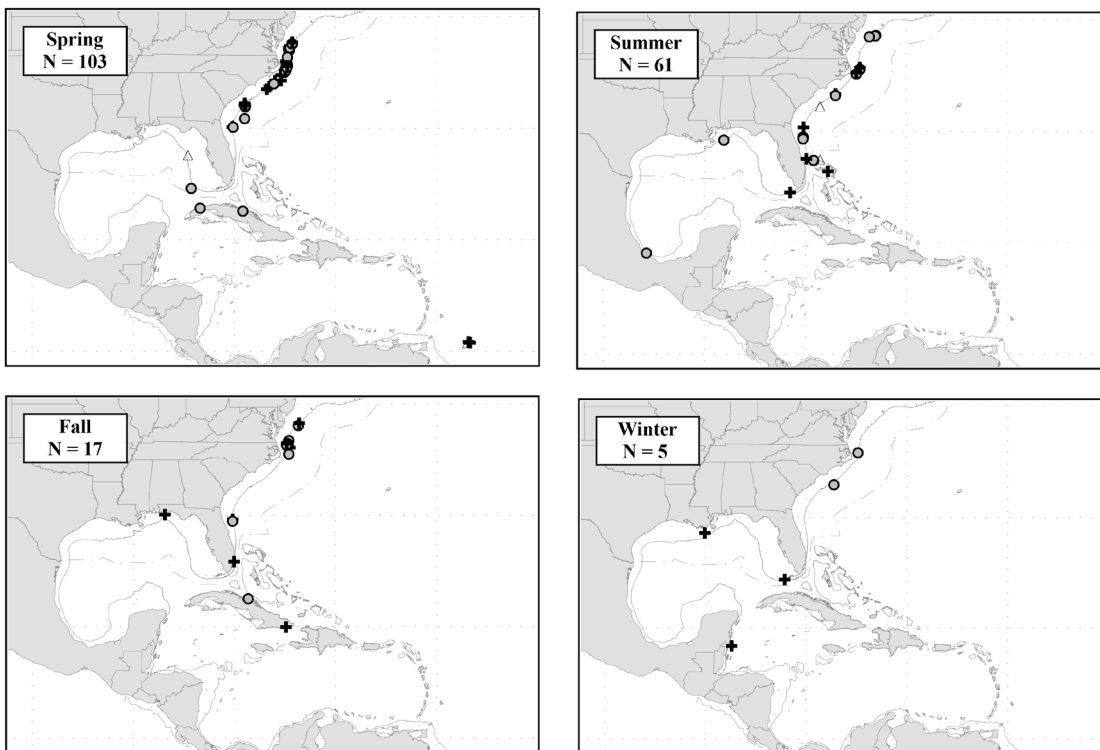 Spring
N = 103
Summer
N = 61
Fall
N = 17
Winter
N = 5